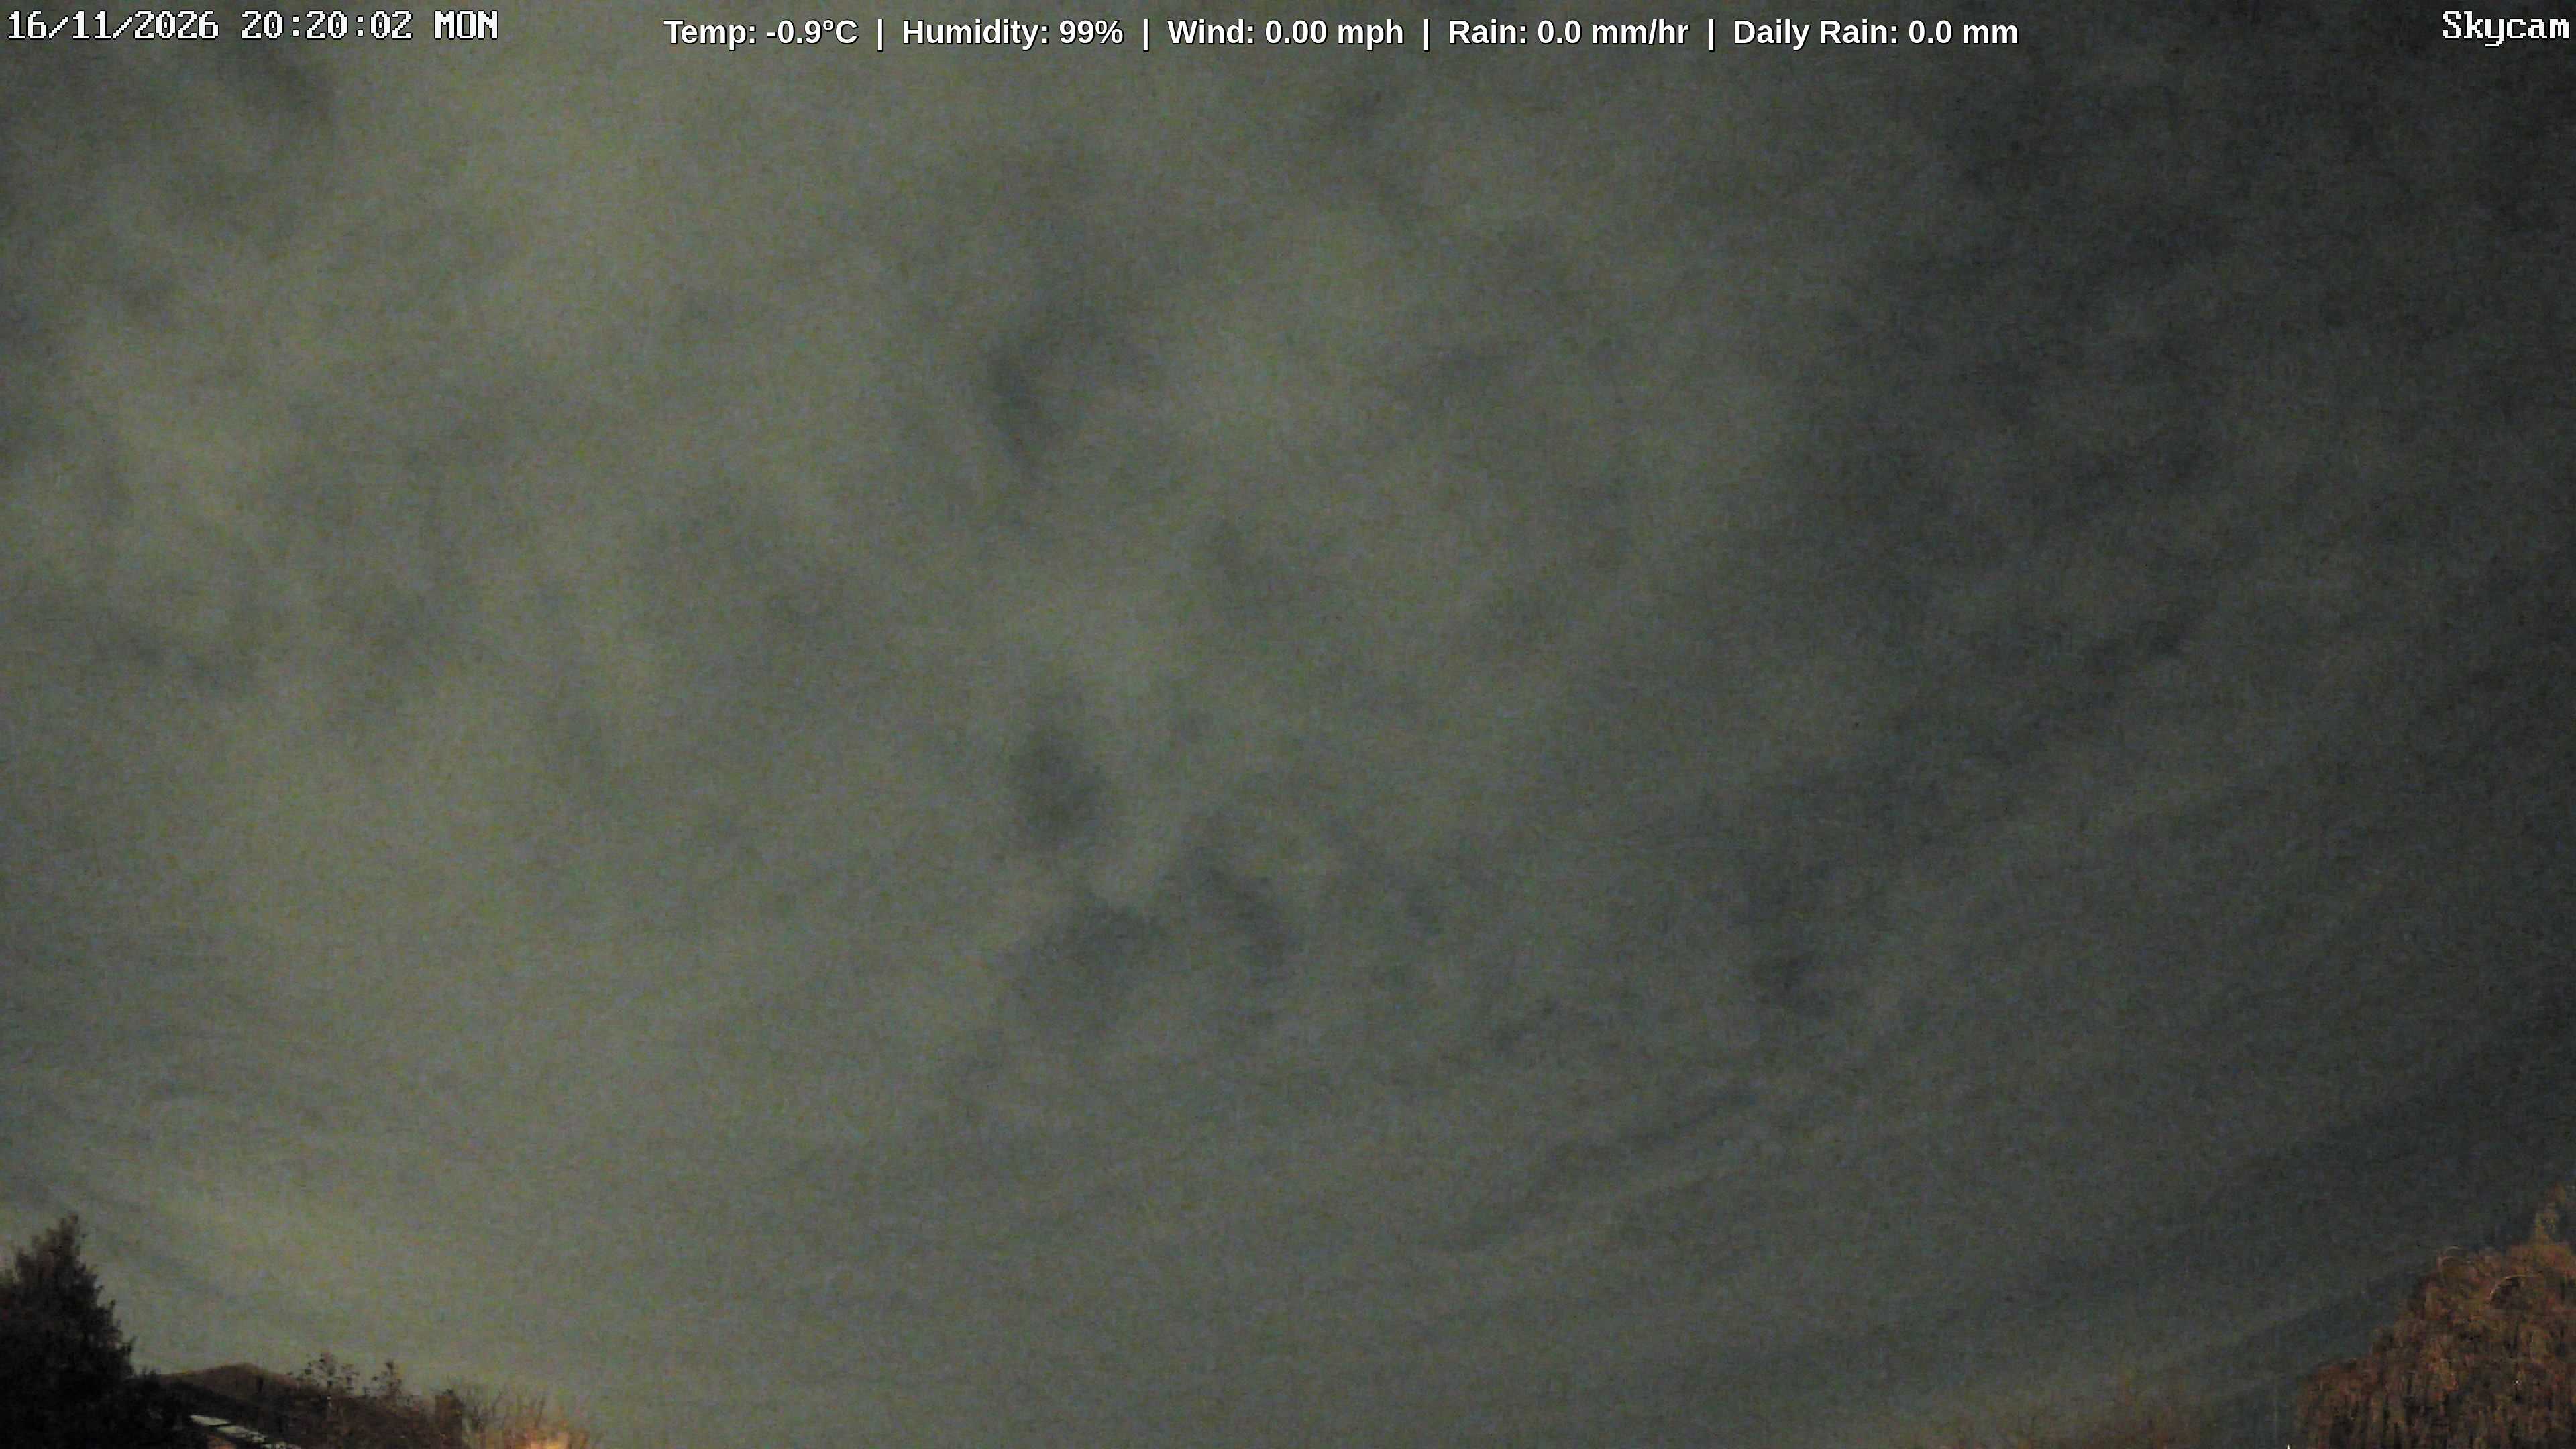 16/11/2026 20:20:02 MON
Temp: -0.9°C | Humidity: 99% | Wind: 0.00 mph | Rain: 0.0 mm/hr | Daily Rain: 0.0 mm
Skycam